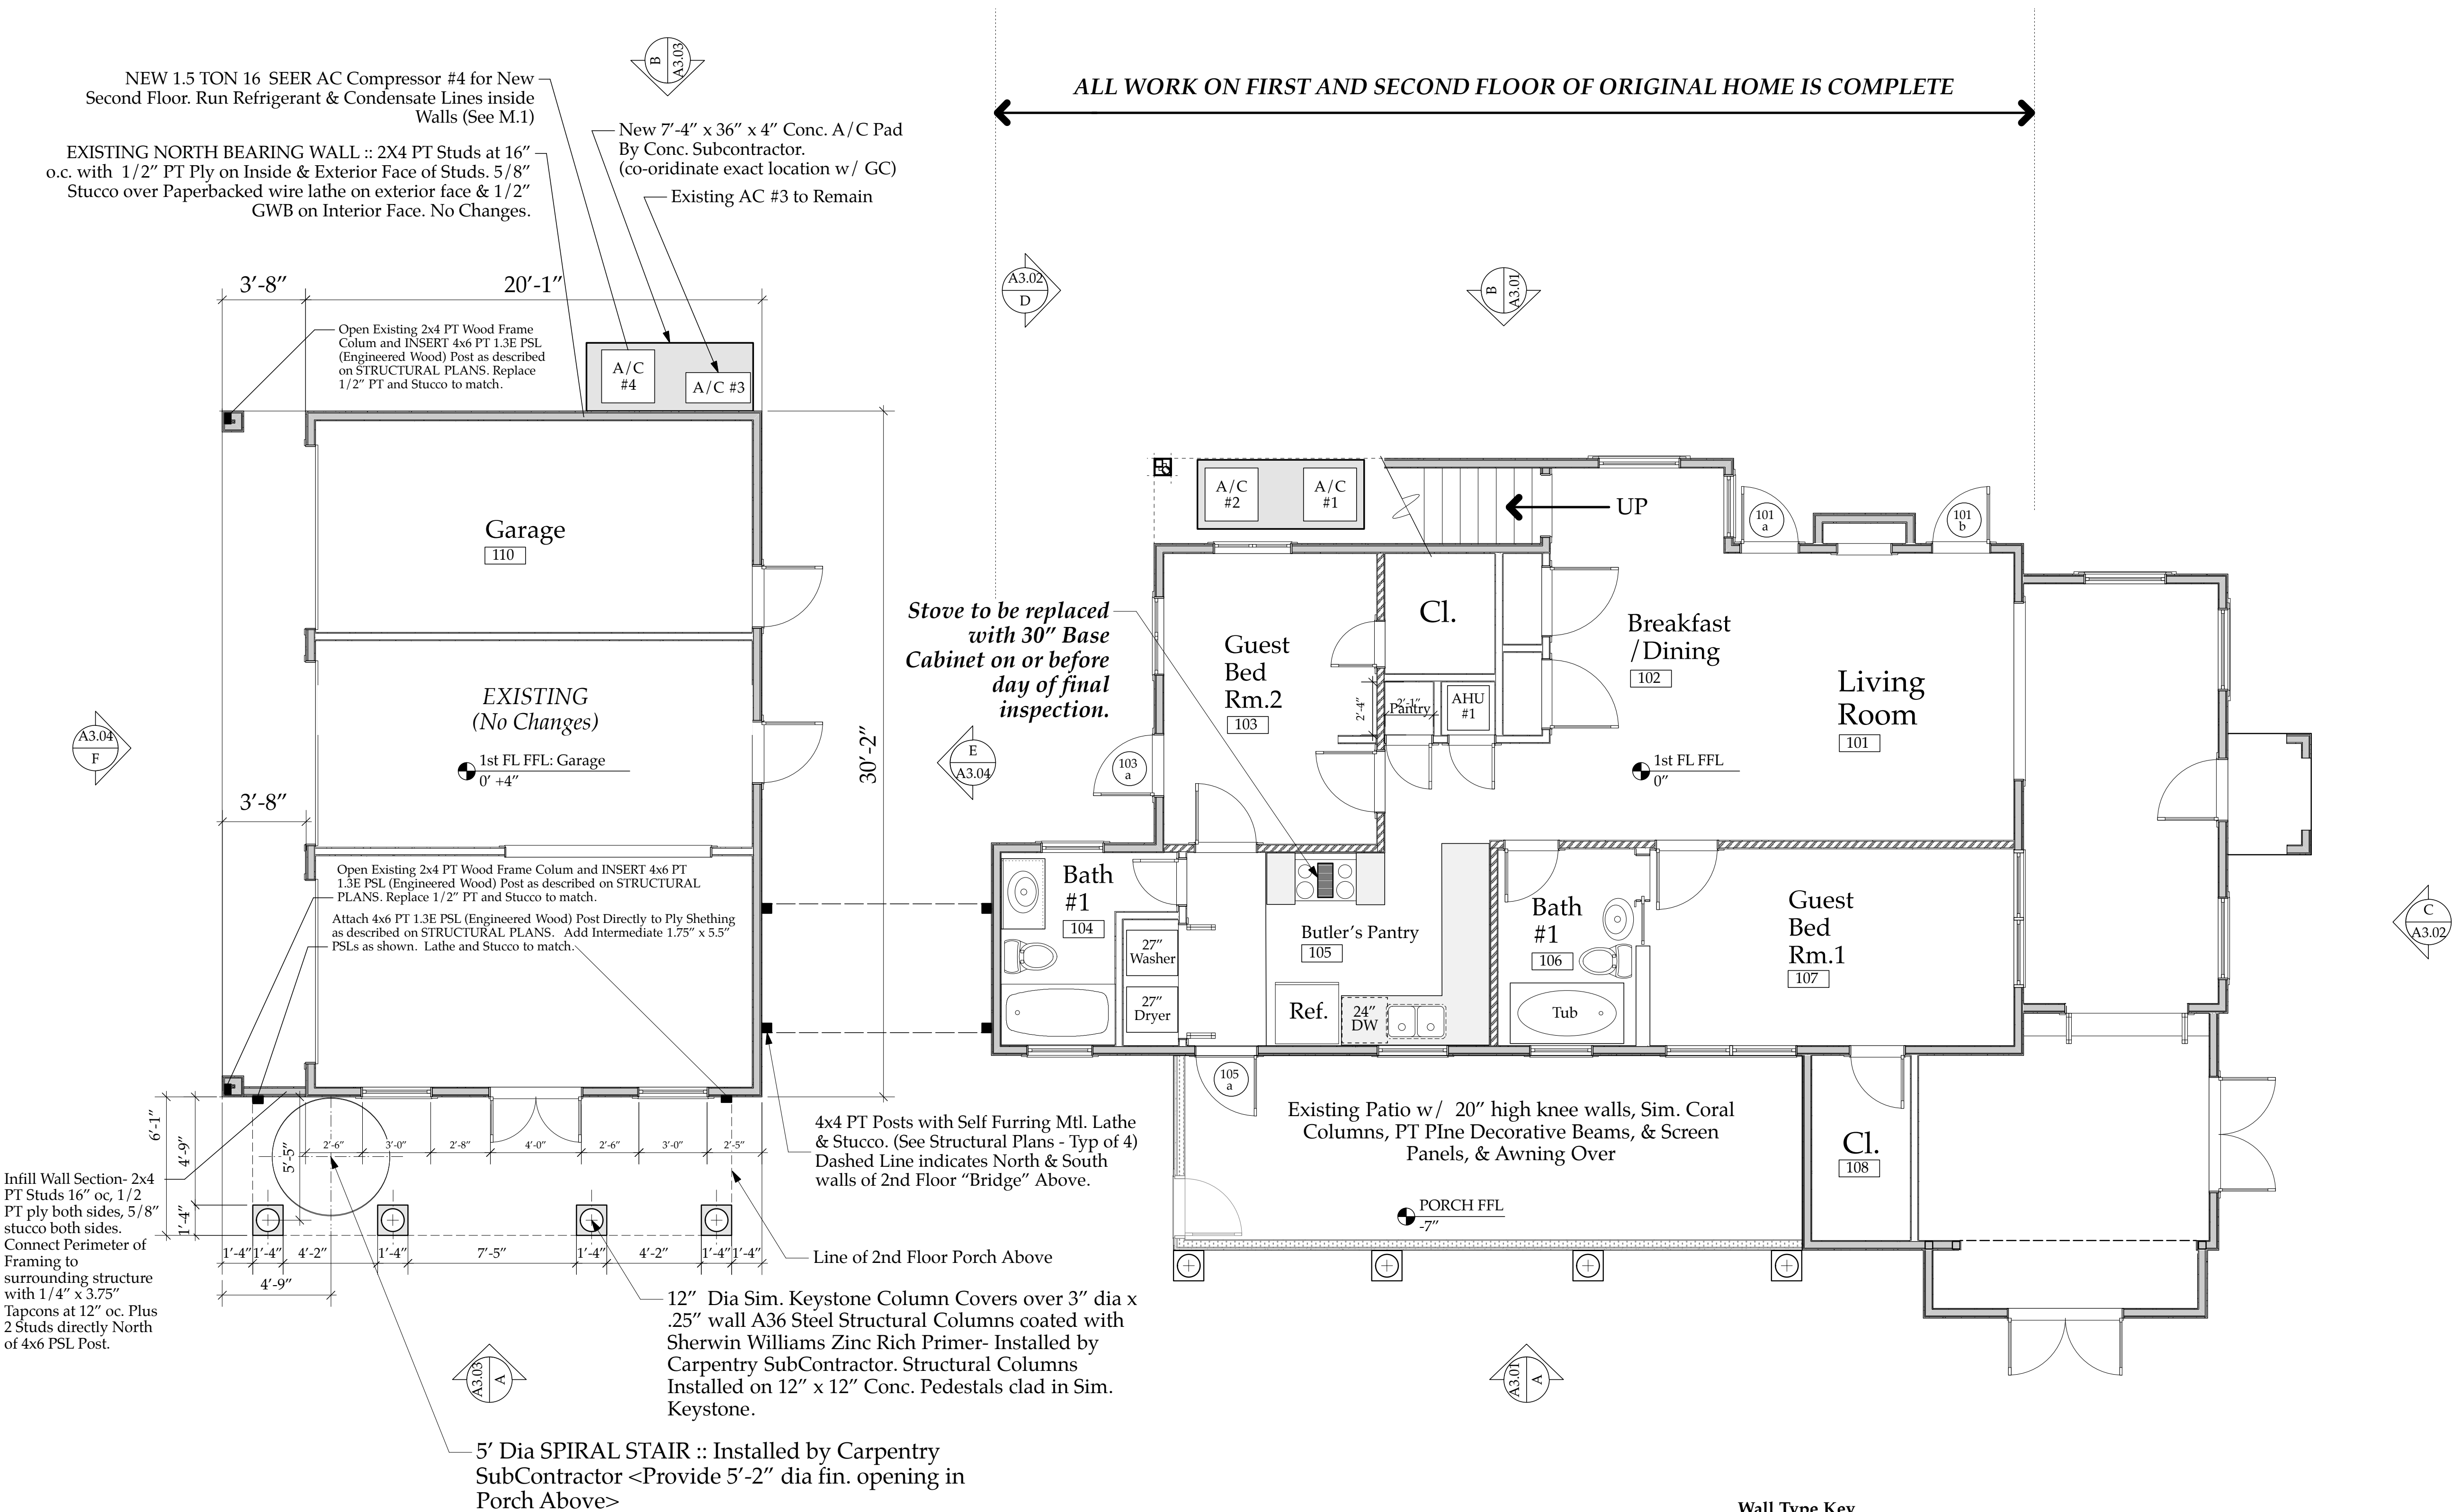 B
A3.03
NEW 1.5 TON 16 SEER AC Compressor #4 for New
Second Floor. Run Refrigerant & Condensate Lines inside
Walls (See M.1)
ALL WORK ON FIRST AND SECOND FLOOR OF ORIGINAL HOME IS COMPLETE
New 7'-4" x 36" x 4" Conc. A/C Pad
By Conc. Subcontractor.
(co-oridinate exact location w/ GC)
EXISTING NORTH BEARING WALL :: 2X4 PT Studs at 16"
o.c. with 1/2" PT Ply on Inside & Exterior Face of Studs. 5/8"
Stucco over Paperbacked wire lathe on exterior face & 1/2"
GWB on Interior Face. No Changes.
Existing AC #3 to Remain
3'-8"
20'-1"
A3.02
D
B
A3.01
Open Existing 2x4 PT Wood Frame
Colum and INSERT 4x6 PT 1.3E PSL
(Engineered Wood) Post as described
on STRUCTURAL PLANS. Replace
1/2" PT and Stucco to match.
A/C
#4
A/C #3
A/C
#2
A/C
#1
UP
101
a
101
b
Garage
110
Stove to be replaced
with 30" Base
Cabinet on or before
day of final
inspection.
Cl.
Guest
Bed
Rm.2
103
Breakfast
/Dining
102
Living
Room
101
2'-4"
2'-1"
Pantry
AHU
#1
EXISTING
(No Changes)
A3.04
F
1st FL FFL: Garage
0' +4"
30'-2"
E
A3.04
103
a
1st FL FFL
0"
3'-8"
Open Existing 2x4 PT Wood Frame Colum and INSERT 4x6 PT
1.3E PSL (Engineered Wood) Post as described on STRUCTURAL
PLANS. Replace 1/2" PT and Stucco to match.
Attach 4x6 PT 1.3E PSL (Engineered Wood) Post Directly to Ply Shething
as described on STRUCTURAL PLANS. Add Intermediate 1.75" x 5.5"
PSLs as shown. Lathe and Stucco to match.
Bath
#1
104
27"
Washer
27"
Dryer
Butler's Pantry
105
Ref.
24"
DW
Bath
#1
106
Tub
Guest
Bed
Rm.1
107
C
A3.02
105
a
6'-1"
4'-9"
1'-4"
5'-5"
2'-6"
3'-0"
2'-8"
4'-0"
2'-6"
3'-0"
2'-5"
4x4 PT Posts with Self Furring Mtl. Lathe
& Stucco. (See Structural Plans - Typ of 4)
Dashed Line indicates North & South
walls of 2nd Floor "Bridge" Above.
Existing Patio w/ 20" high knee walls, Sim. Coral
Columns, PT PIne Decorative Beams, & Screen
Panels, & Awning Over
Cl.
108
PORCH FFL
-7"
Infill Wall Section- 2x4
PT Studs 16" oc, 1/2
PT ply both sides, 5/8"
stucco both sides.
Connect Perimeter of
Framing to
surrounding structure
with 1/4" x 3.75"
Tapcons at 12" oc. Plus
2 Studs directly North
of 4x6 PSL Post.
1'-4"
1'-4"
4'-2"
1'-4"
7'-5"
1'-4"
4'-2"
1'-4"
1'-4"
4'-9"
Line of 2nd Floor Porch Above
12" Dia Sim. Keystone Column Covers over 3" dia x
.25" wall A36 Steel Structural Columns coated with
Sherwin Williams Zinc Rich Primer- Installed by
Carpentry SubContractor. Structural Columns
Installed on 12" x 12" Conc. Pedestals clad in Sim.
Keystone.
A3.03
A
A3.01
A
5' Dia SPIRAL STAIR :: Installed by Carpentry
SubContractor <Provide 5'-2" dia fin. opening in
Porch Above>
Wall Type Key